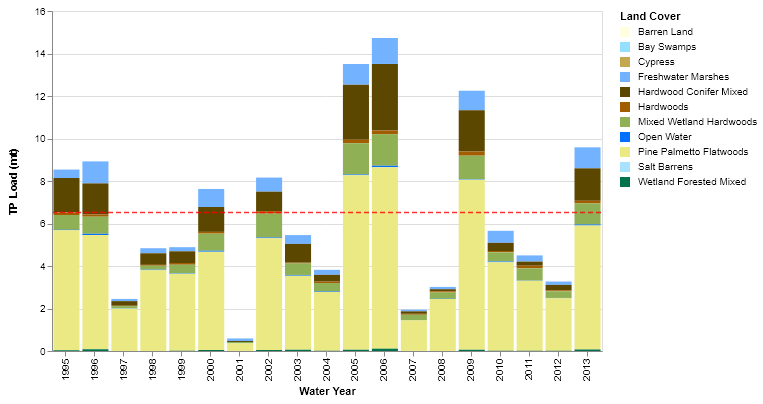 16
14
12
10
8
6
4
2
0
TP Load (mt)
1995
1996
1997
1998
1999
2000
2001
2002
2003
2004
2005
2006
2007
2008
2009
2010
2011
2012
2013
Water Year
Land Cover
Barren Land
Bay Swamps
Cypress
Freshwater Marshes
Hardwood Conifer Mixed
Hardwoods
Mixed Wetland Hardwoods
Open Water
Pine Palmetto Flatwoods
Salt Barrens
Wetland Forested Mixed